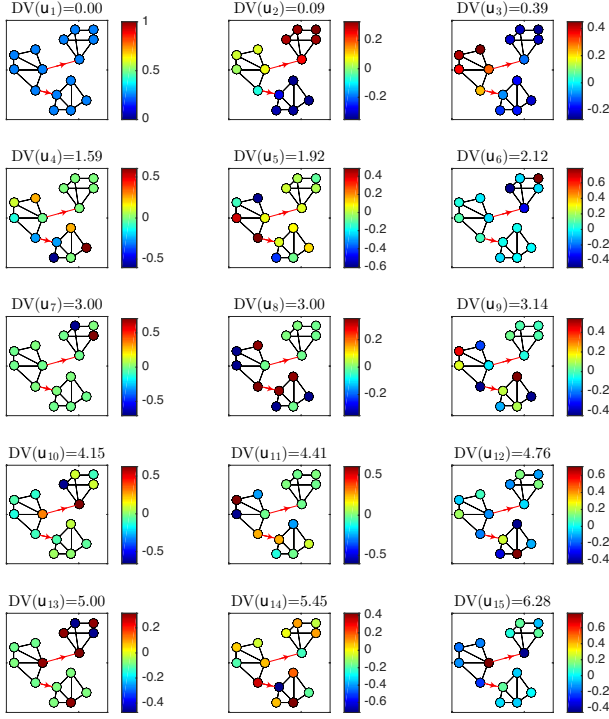 DV(u1)=0.00 DV(u2)=0.09 DV(u3)=0.39
1 0.5 0 0.2 0 -0.2 0.4 0.2 0 -0.2
DV(u4)=1.59 DV(u5)=1.92 DV(u6)=2.12
0.5 0 -0.5 0.4 0.2 0 -0.2 -0.4 -0.6 0.6 0.4 0.2 0 -0.2
DV(u7)=3.00 DV(u8)=3.00 DV(u9)=3.14
0.5 0 -0.5 0.2 0 -0.2 0.4 0.2 0 -0.2 -0.4
DV(u10)=4.15 DV(u11)=4.41 DV(u12)=4.76
0.5 0 -0.5 0.5 0 -0.5 0.6 0.4 0.2 0 -0.2 -0.4
DV(u13)=5.00 DV(u14)=5.45 DV(u15)=6.28
0.2 0 -0.2 -0.4 0.4 0.2 0 -0.2 -0.4 -0.6 0.6 0.4 0.2 0 -0.2 -0.4